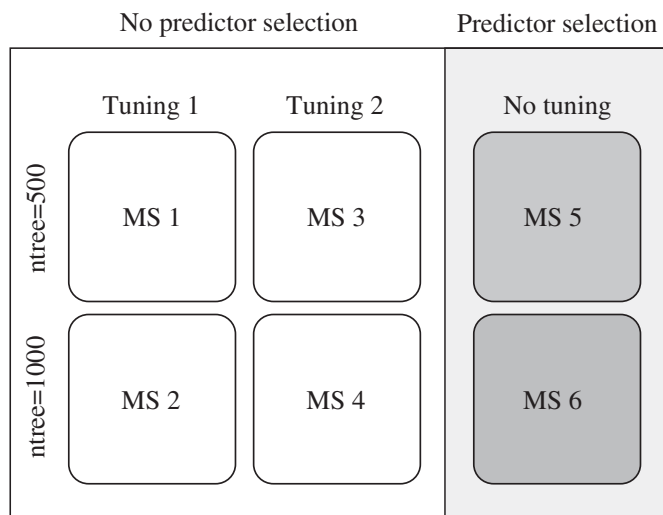 No predictor selection
Predictor selection
Tuning 1
Tuning 2
No tuning
ntree=500
MS 1
MS 3
MS 5
ntree=1000
MS 2
MS 4
MS 6